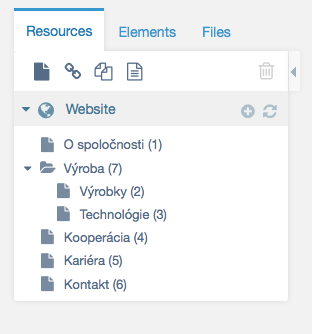 Resources Elements Files
Website
O spoločnosti (1)
Výroba (7)
Výrobky (2)
Technológie (3)
Kooperácia (4)
Kariéra (5)
Kontakt (6)